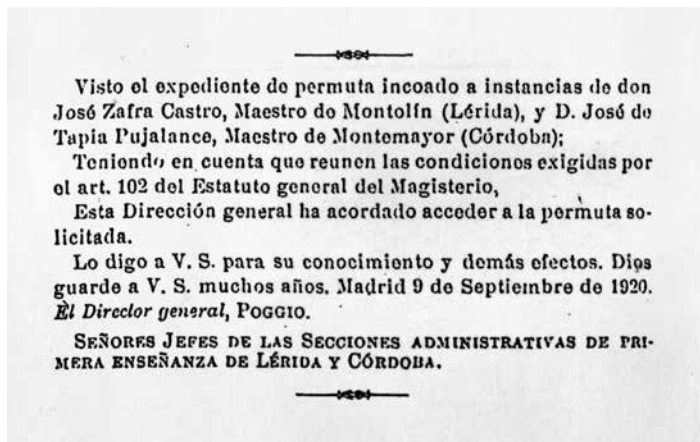 Visto el expediente de permuta incoado a instancias de don
José Zafra Castro, Maestro de Montolín (Lérida), y D. José de
Tapia Pujalance, Maestro de Montemayor (Córdoba);
Teniendo en cuenta que reunen las condiciones exigidas por
el art. 102 del Estatuto general del Magisterio,
Esta Dirección general ha acordado acceder a la permuta so-
licitada.
Lo digo a V. S. para su conocimiento y demás efectos. Dios
guarde a V. S. muchos años. Madrid 9 de Septiembre de 1920.
El Director general, POGGIO.
SEÑORES JEFES DE LAS SECCIONES ADMINISTRATIVAS DE PRI-
MERA ENSEÑANZA DE LÉRIDA Y CÓRDOBA.